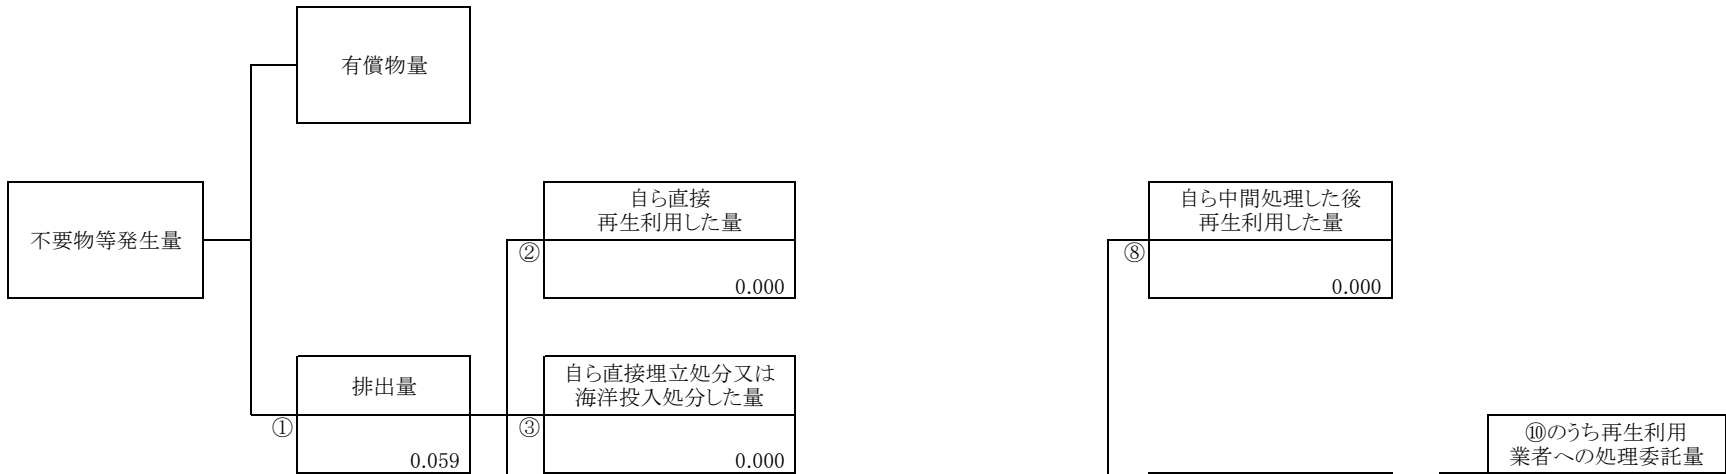 有償物量
不要物等発生量
自ら直接
再生利用した量
②
0.000
自ら中間処理した後
再生利用した量
⑧
0.000
排出量
①
0.059
自ら直接埋立処分又は
海洋投入処分した量
③
0.000
⑩のうち再生利用
業者への処理委託量